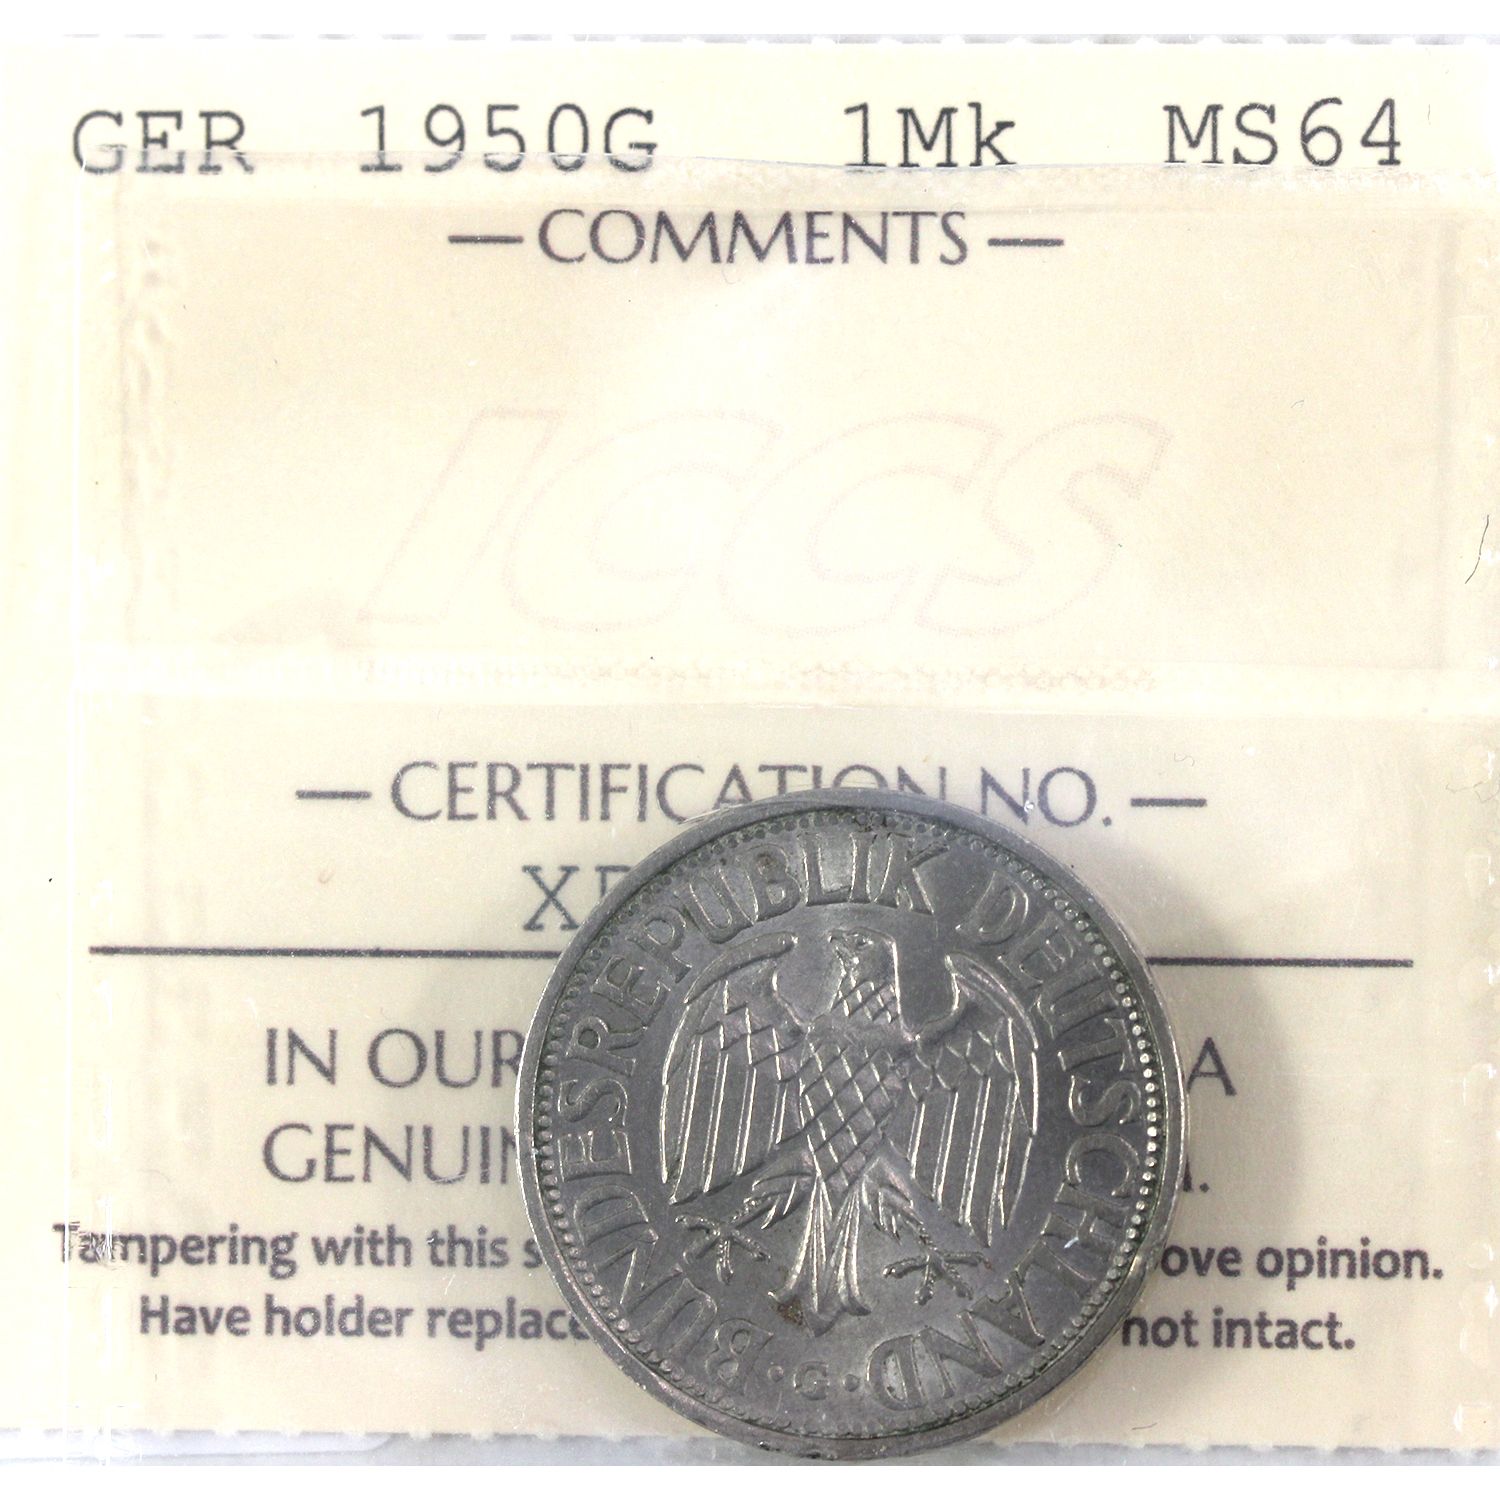 GER 1950G 1Mk MS64
— COMMENTS —
ICCS
— CERTIFICATION NO. —
IN OUR A
GENUIN
Tampering with this s ove opinion.
Have holder replace not intact.
BUNDESREPUBLIK DEUTSCHLAND
· G ·